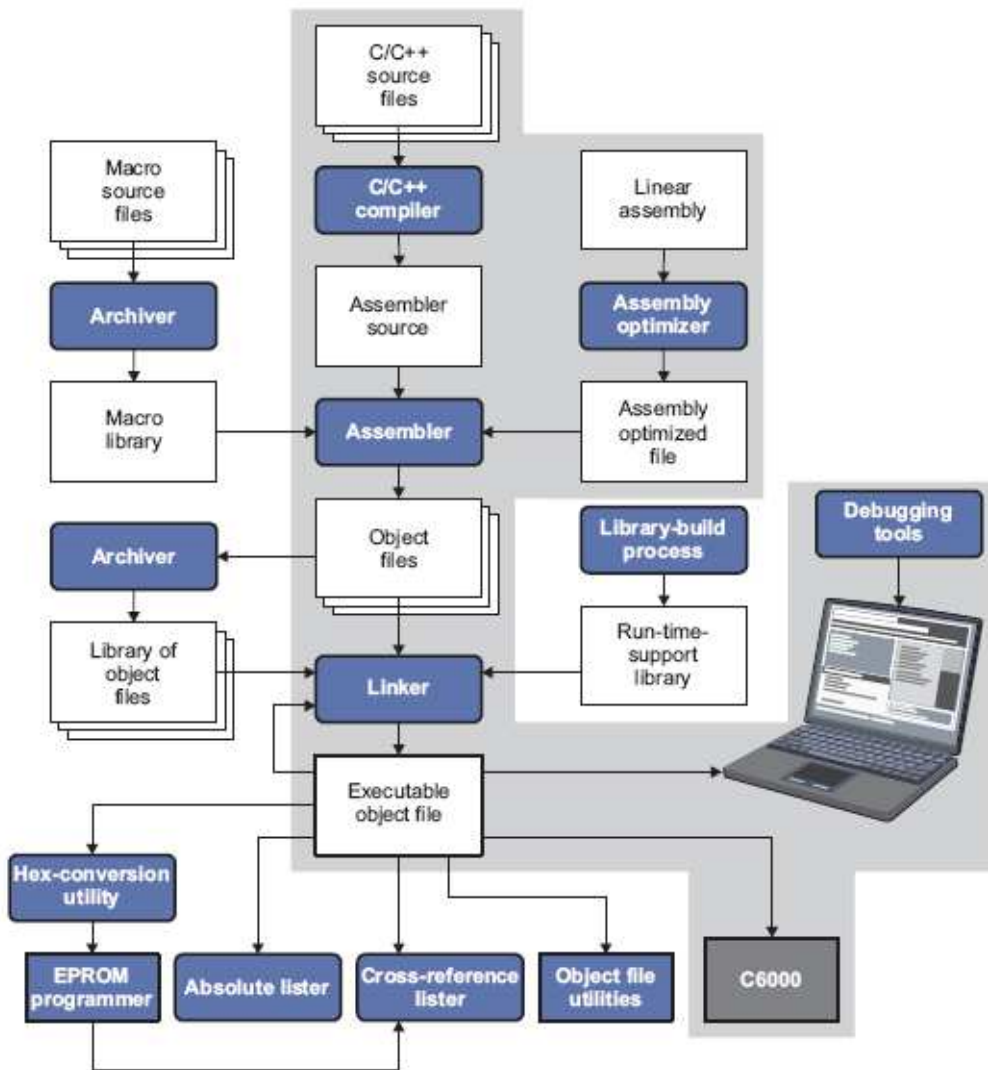 C/C++
source
files
Macro
source
files
C/C++
compiler
Linear
assembly
Archiver
Assembler
source
Assembly
optimizer
Macro
library
Assembler
Assembly
optimized
file
Archiver
Object
files
Library-build
process
Debugging
tools
Library of
object
files
Linker
Run-time-
support
library
Executable
object file
Hex-conversion
utility
EPROM
programmer
Absolute lister
Cross-reference
lister
Object file
utilities
C6000